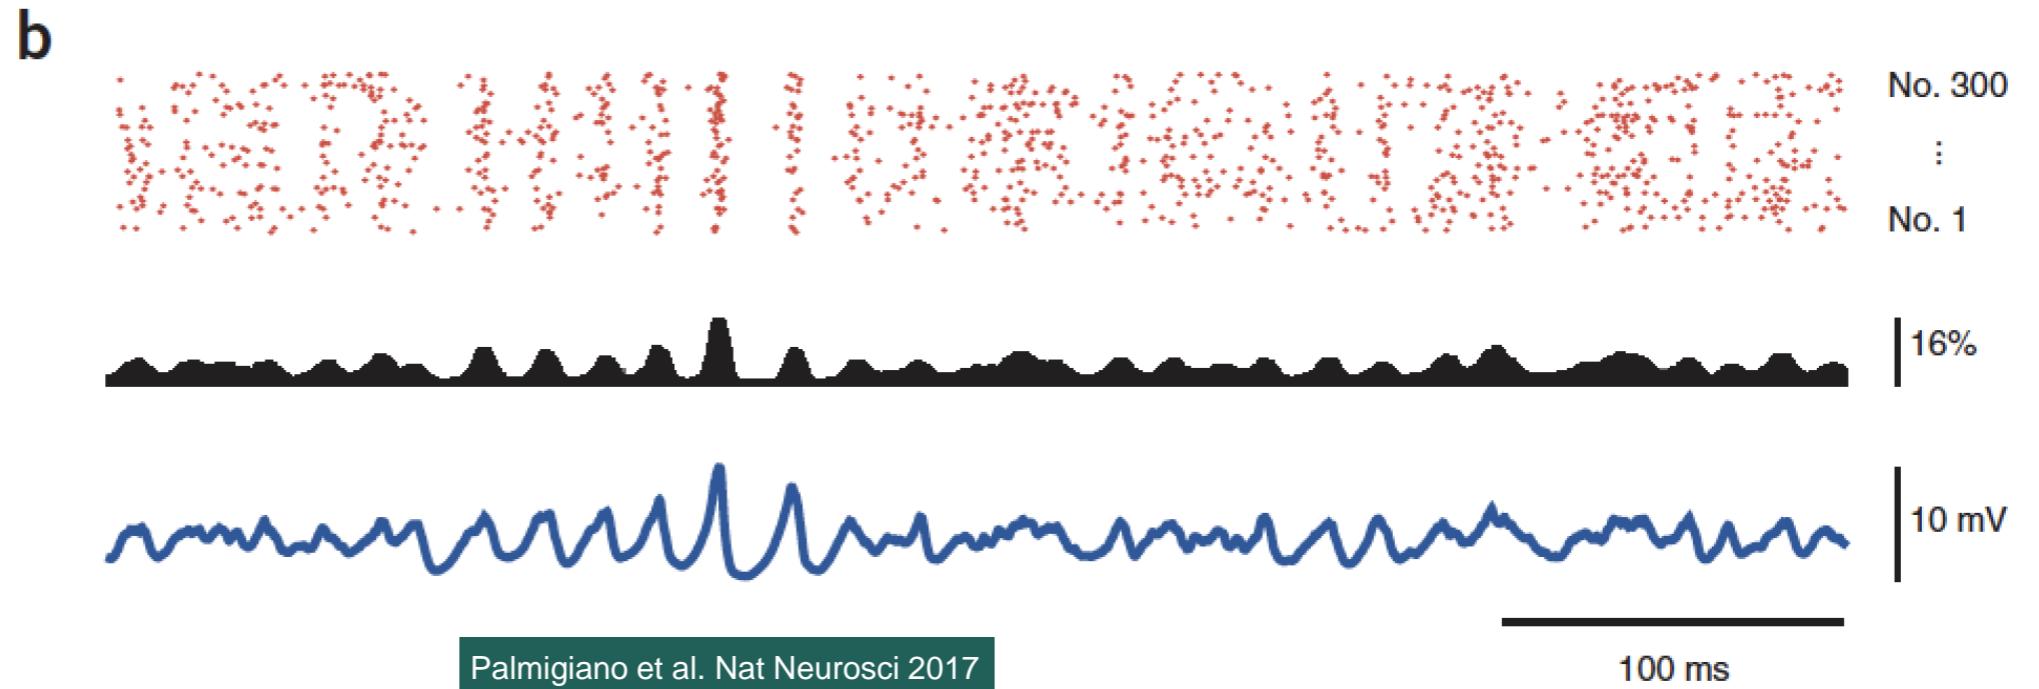 b
No. 300
⋮
No. 1
16%
10 mV
100 ms
Palmigiano et al. Nat Neurosci 2017